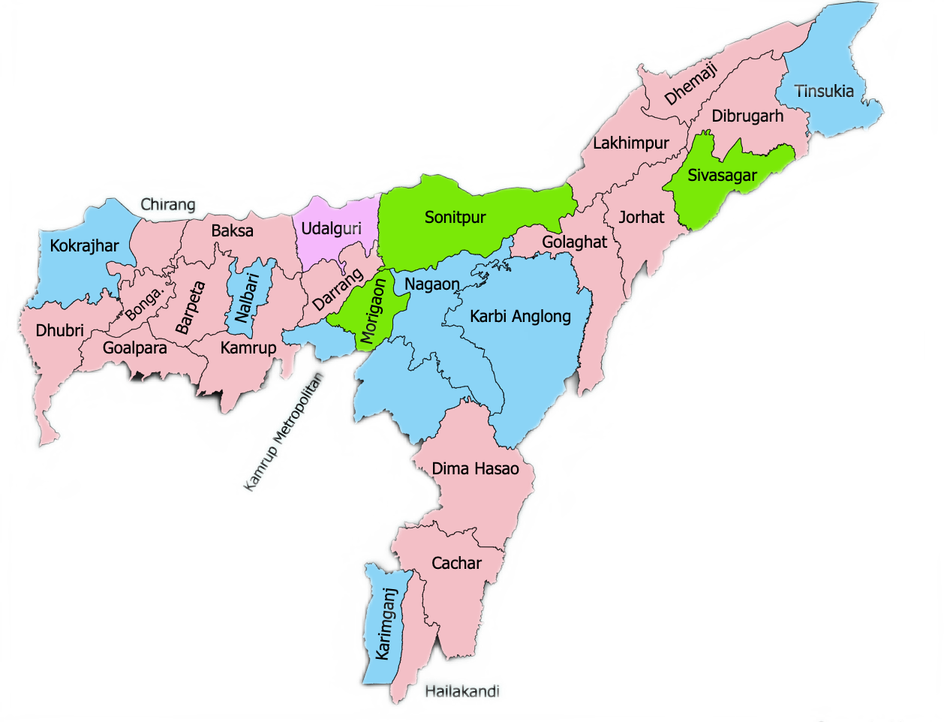 Dhemaji
Tinsukia
Dibrugarh
Lakhimpur
Sivasagar
Chirang
Sonitpur
Jorhat
Udalguri
Baksa
Kokrajhar
Golaghat
Nagaon
Darrang
Nalbari
Bonga.
Barpeta
Morigaon
Karbi Anglong
Dhubri
Goalpara
Kamrup
Kamrup Metropolitan
Dima Hasao
Cachar
Karimganj
Hailakandi